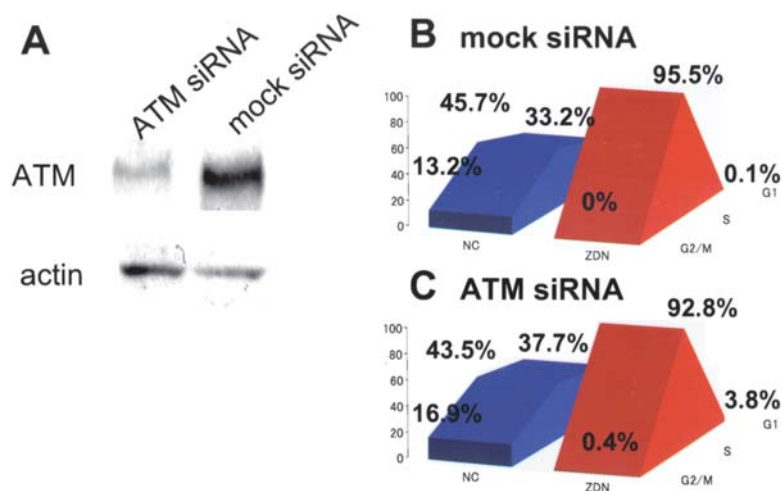 A
ATM siRNA
mock siRNA
ATM
actin
B mock siRNA
95.5%
100
45.7%
33.2%
80
60
13.2%
40
0.1%
20
0%
G1
0
S
NC
G2/M
ZDN
C ATM siRNA
92.8%
100
43.5%
37.7%
80
60
16.9%
40
3.8%
20
0.4%
G1
0
S
NC
G2/M
ZDN